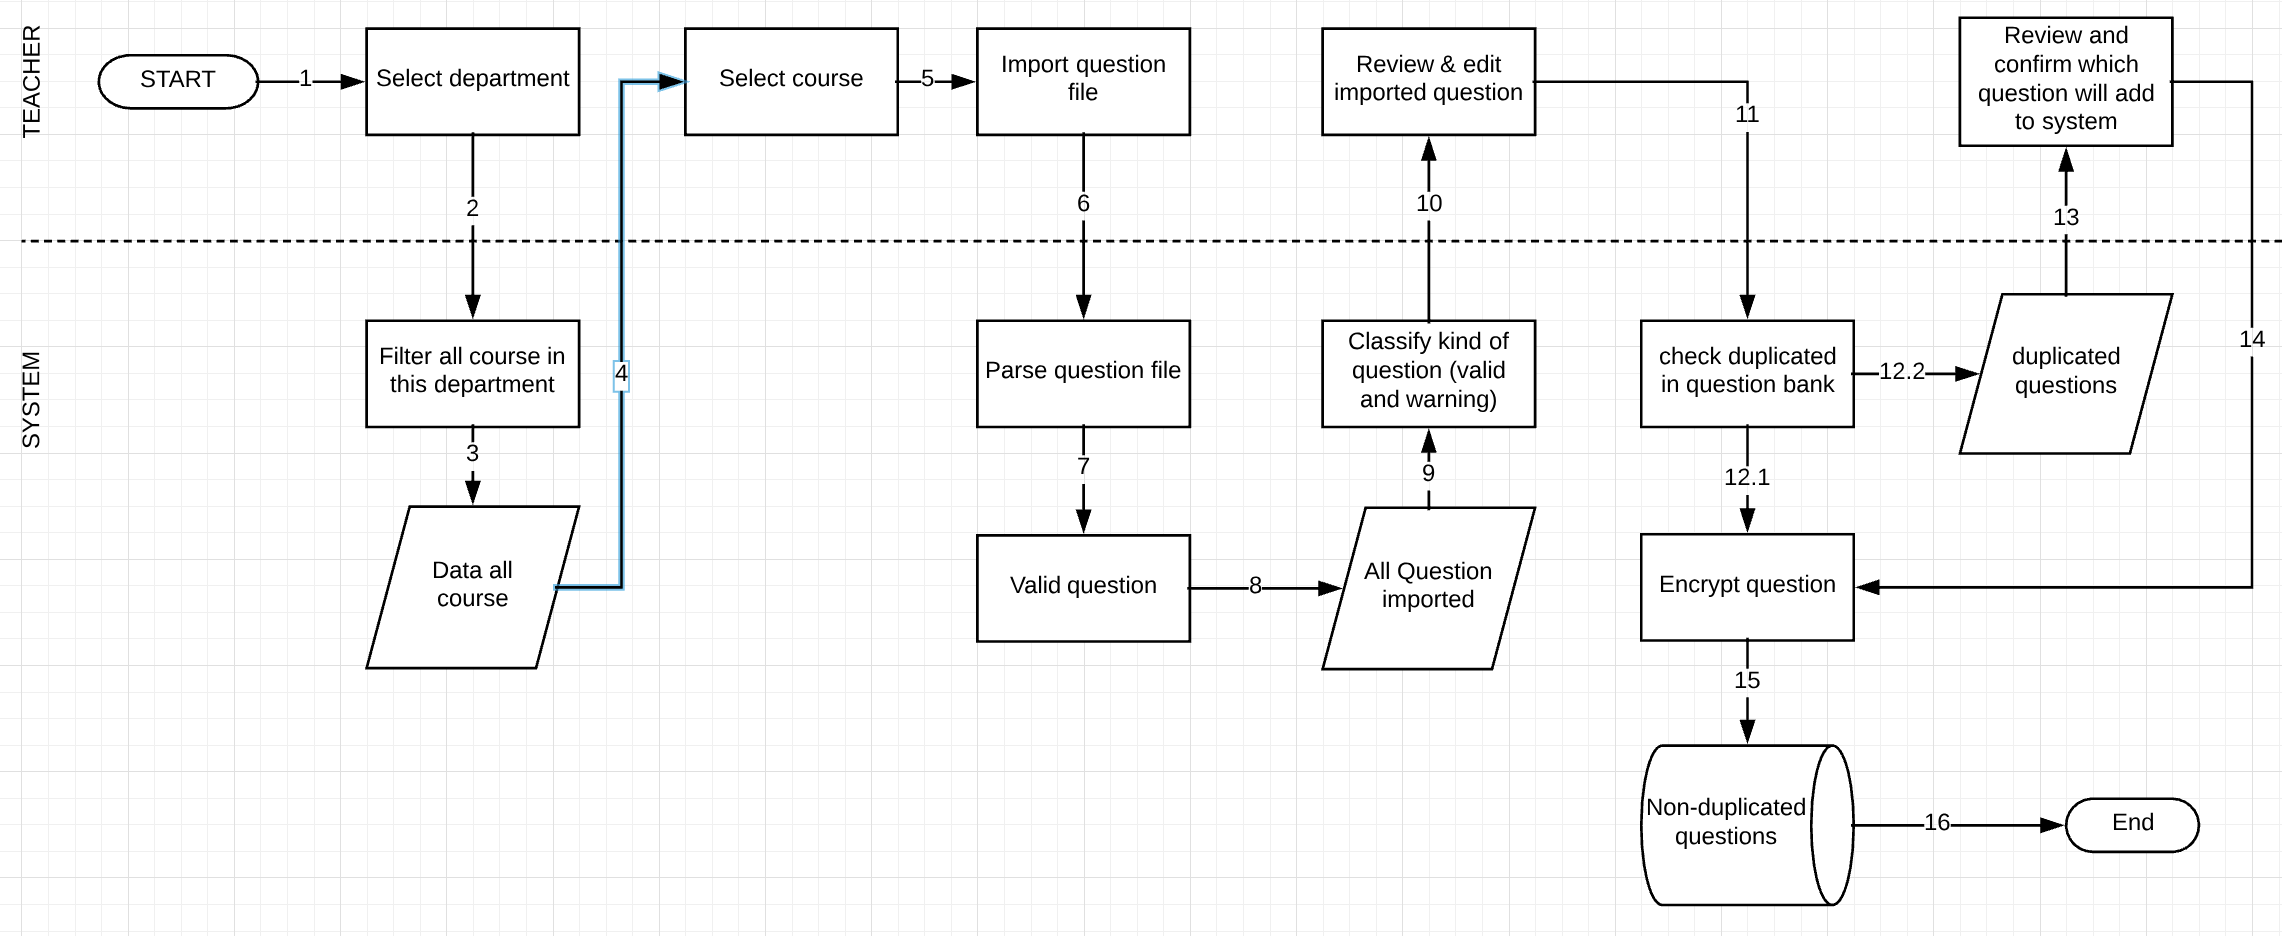 TEACHER
START
1
Select department
2
4
Select course
5
Import question
file
6
Review & edit
imported question
10
11
Review and
confirm which
question will add
to system
13
14
SYSTEM
Filter all course in
this department
3
Data all
course
Parse question file
7
Valid question
8
Classify kind of
question (valid
and warning)
9
All Question
imported
check duplicated
in question bank
12.2
duplicated
questions
12.1
Encrypt question
15
Non-duplicated
questions
16
End